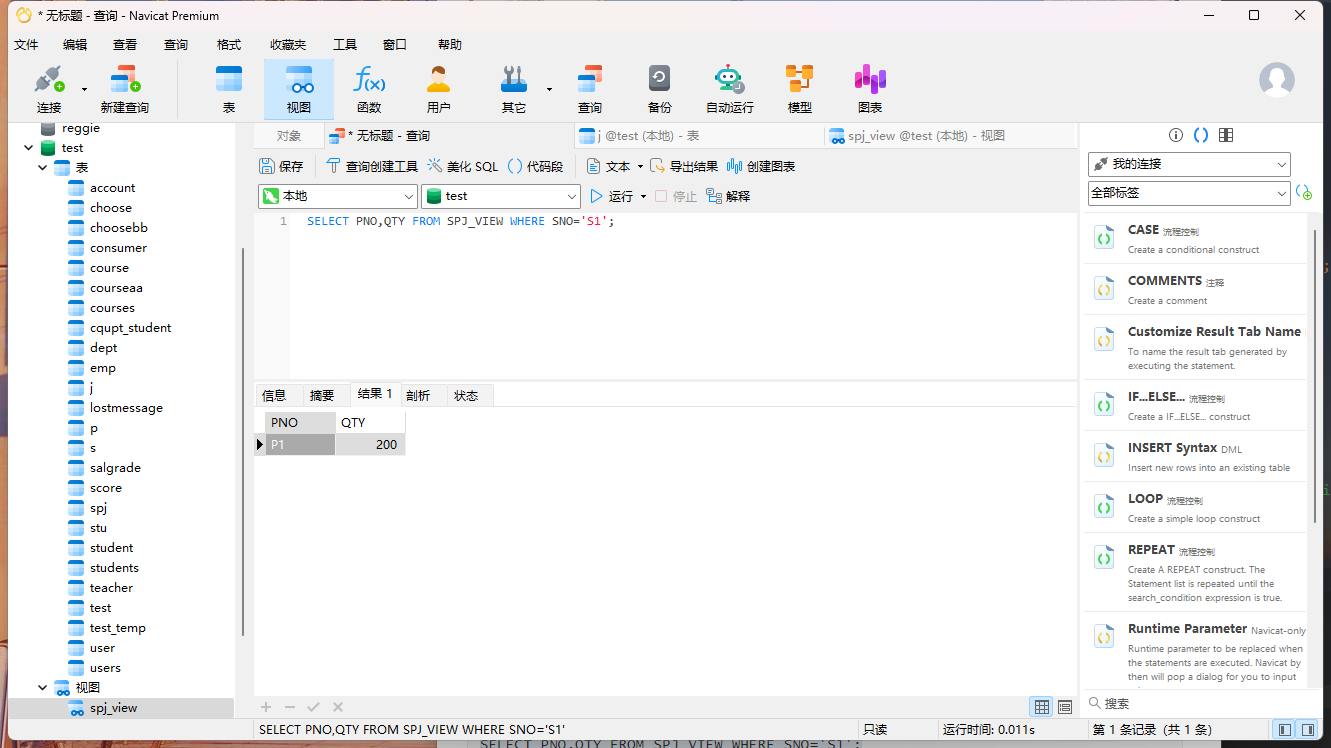 * 无标题 - 查询 - Navicat Premium
文件 编辑 查看 查询 格式 收藏夹 工具 窗口 帮助
连接 新建查询 表 视图 函数 用户 其它 查询 备份 自动运行 模型 图表
f(x)
reggie
test
表
account
choose
choosebb
consumer
course
courseaa
courses
cqupt_student
dept
emp
j
lostmessage
p
s
salgrade
score
spj
stu
student
students
teacher
test
test_temp
user
users
视图
spj_view
对象 * 无标题 - 查询 j @test (本地) - 表 spj_view @test (本地) - 视图
保存 查询创建工具 美化 SQL 代码段 文本 导出结果 创建图表
本地 test 运行 停止 解释
1 SELECT PNO,QTY FROM SPJ_VIEW WHERE SNO='S1';
信息 摘要 结果 1 剖析 状态
PNO QTY
P1 200
我的连接
全部标签
CASE 流程控制
Create a conditional construct
COMMENTS 注释
Create a comment
Customize Result Tab Name
To name the result tab generated by
executing the statement.
IF...ELSE... 流程控制
Create a IF...ELSE... construct
INSERT Syntax DML
Insert new rows into an existing table
LOOP 流程控制
Create a simple loop construct
REPEAT 流程控制
Create A REPEAT construct. The
Statement list is repeated until the
search_condition expression is true.
Runtime Parameter Navicat-only
Runtime parameter to be replaced when
the statements are executed. Navicat by
then will pop a dialog for you to input
搜索
SELECT PNO,QTY FROM SPJ_VIEW WHERE SNO='S1' 只读 运行时间: 0.011s 第 1 条记录 (共 1 条)
SELECT PNO,QTY FROM SPJ_VIEW WHERE SNO='S1';